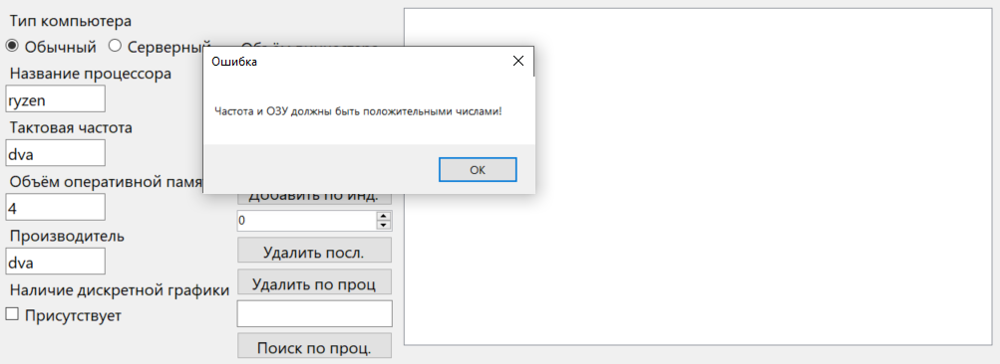 Тип компьютера
Обычный
Серверный
Название процессора
ryzen
Тактовая частота
dva
Объём оперативной памя
4
Производитель
dva
Наличие дискретной графики
Присутствует
Ошибка
Частота и ОЗУ должны быть положительными числами!
ОК
Добавить по инд.
0
Удалить посл.
Удалить по проц
Поиск по проц.